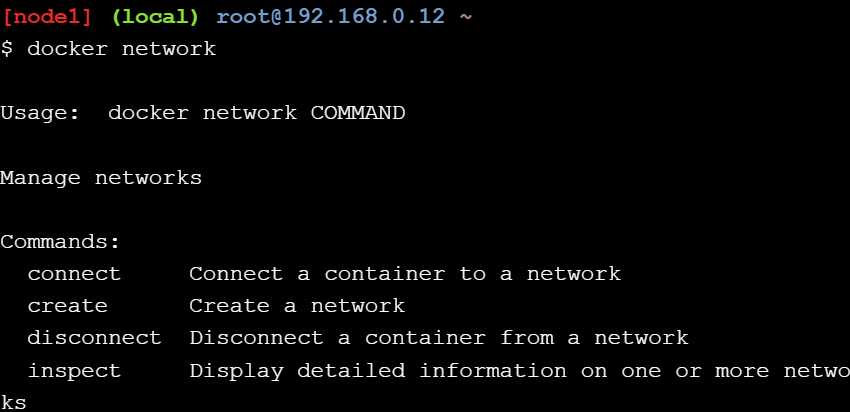 [node1] (local) root@192.168.0.12 ~
$ docker network
Usage:  docker network COMMAND
Manage networks
Commands:
  connect     Connect a container to a network
  create      Create a network
  disconnect  Disconnect a container from a network
  inspect     Display detailed information on one or more netwo
ks